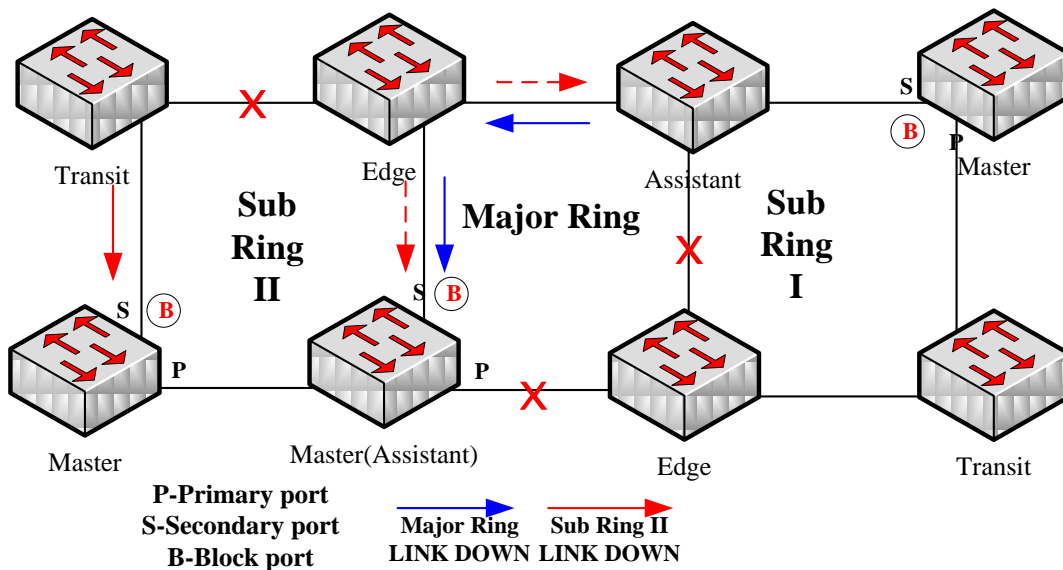 S
B
P
Transit
Edge
Assistant
Master
Sub
Ring
II
Major Ring
Sub
Ring
I
S
B
P
S
B
P
Master
Master(Assistant)
Edge
Transit
P-Primary port
S-Secondary port
B-Block port
Major Ring
LINK DOWN
Sub Ring II
LINK DOWN
X
X
X